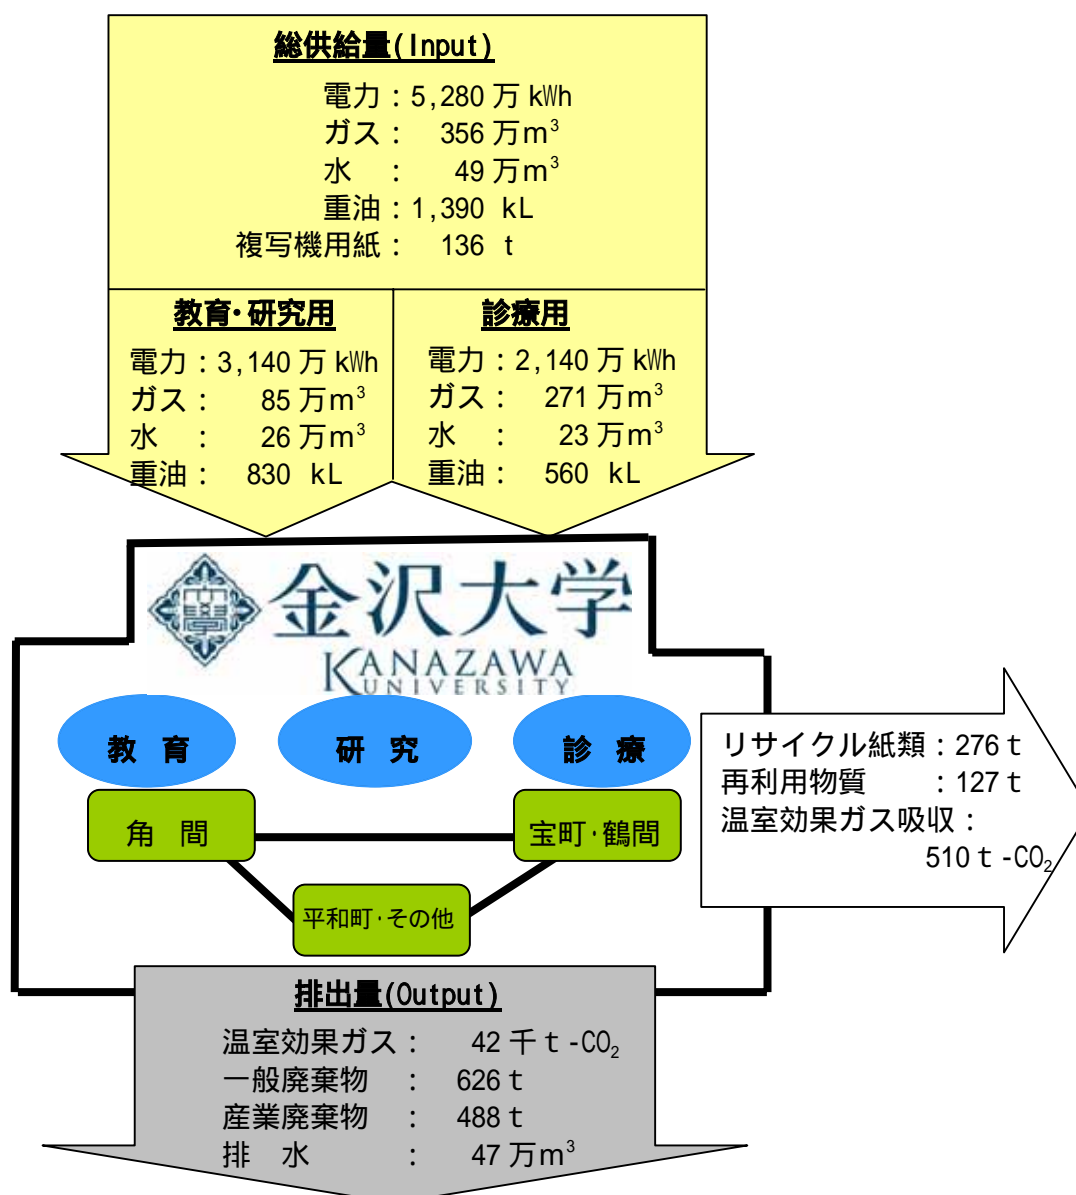 総供給量(Input)
電力：5,280 万 kWh
ガス： 356 万m³
水 ： 49 万m³
重油：1,390 kL
複写機用紙： 136 t
教育・研究用
電力：3,140 万 kWh
ガス： 85 万m³
水 ： 26 万m³
重油： 830 kL
診療用
電力：2,140 万 kWh
ガス： 271 万m³
水 ： 23 万m³
重油： 560 kL
金沢大学
KANAZAWA
UNIVERSITY
教 育
研 究
診 療
角 間
宝町・鶴間
平和町・その他
リサイクル紙類：276 t
再利用物質 ：127 t
温室効果ガス吸収：
510 t -CO₂
排出量(Output)
温室効果ガス： 42 千 t -CO₂
一般廃棄物 ： 626 t
産業廃棄物 ： 488 t
排 水 ： 47 万m³